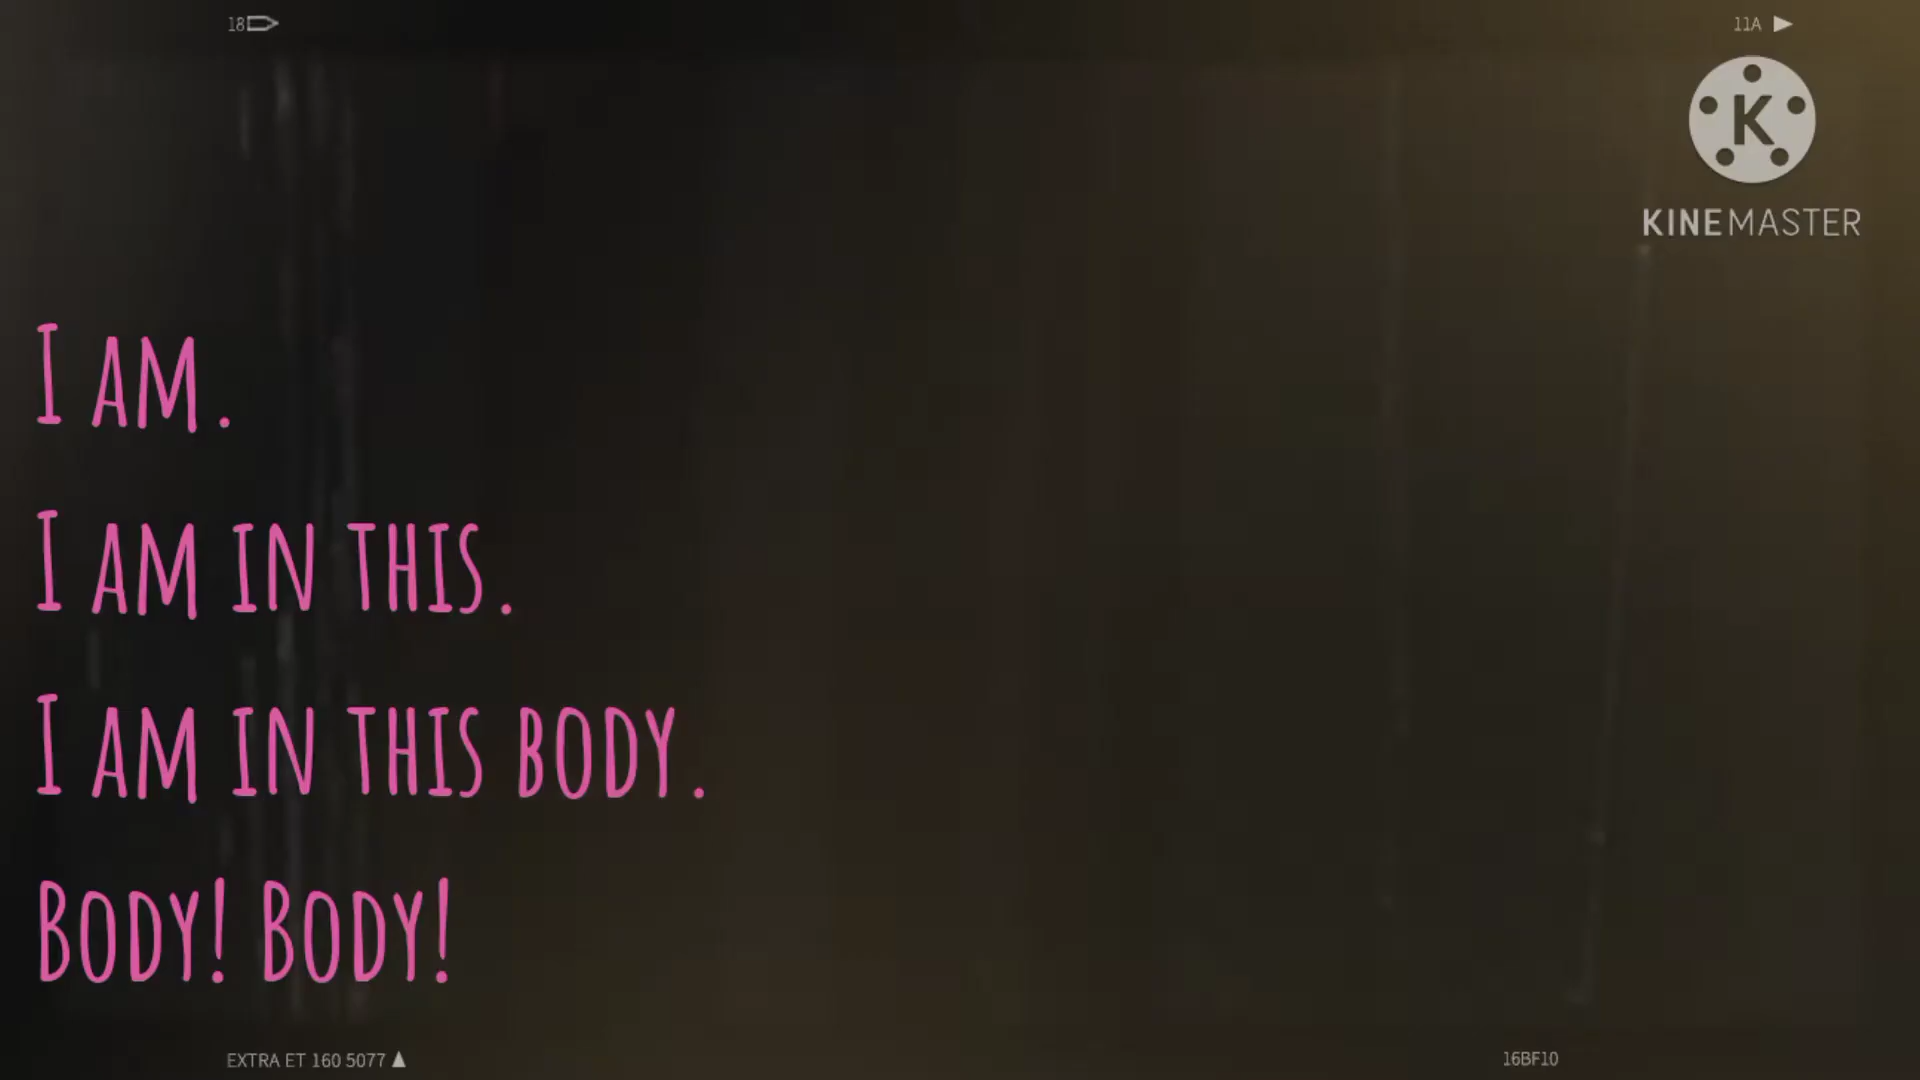 18
11A
K
KINEMASTER
I AM.
I AM IN THIS.
I AM IN THIS BODY.
BODY! BODY!
EXTRA ET 160 5077
16BF10